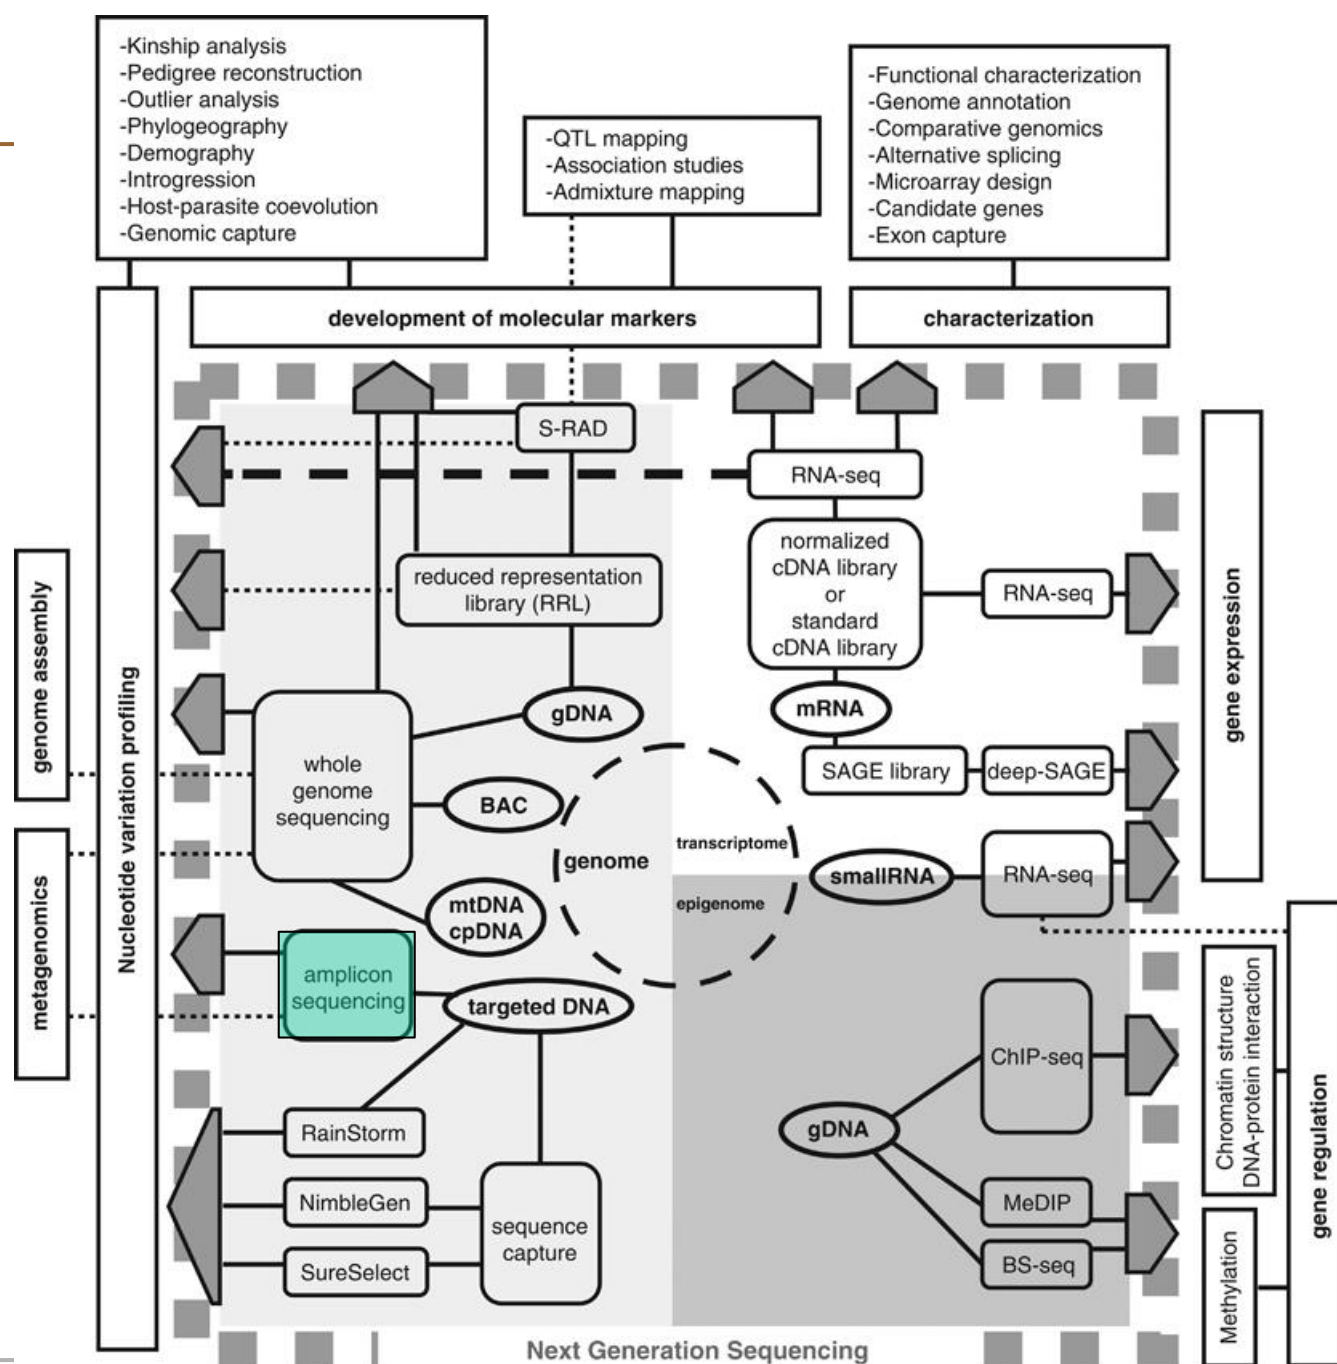 -Kinship analysis
-Pedigree reconstruction
-Outlier analysis
-Phylogeography
-Demography
-Introgression
-Host-parasite coevolution
-Genomic capture
-QTL mapping
-Association studies
-Admixture mapping
-Functional characterization
-Genome annotation
-Comparative genomics
-Alternative splicing
-Microarray design
-Candidate genes
-Exon capture
development of molecular markers
characterization
genome assembly
metagenomics
Nucleotide variation profiling
S-RAD
reduced representation
library (RRL)
gDNA
whole
genome
sequencing
BAC
mtDNA
cpDNA
amplicon
sequencing
targeted DNA
RainStorm
NimbleGen
SureSelect
sequence
capture
genome
transcriptome
epigenome
RNA-seq
normalized
cDNA library
or
standard
cDNA library
RNA-seq
mRNA
SAGE library
deep-SAGE
smallRNA
RNA-seq
gDNA
ChIP-seq
MeDIP
BS-seq
gene expression
Chromatin structure
DNA-protein interaction
Methylation
gene regulation
Next Generation Sequencing